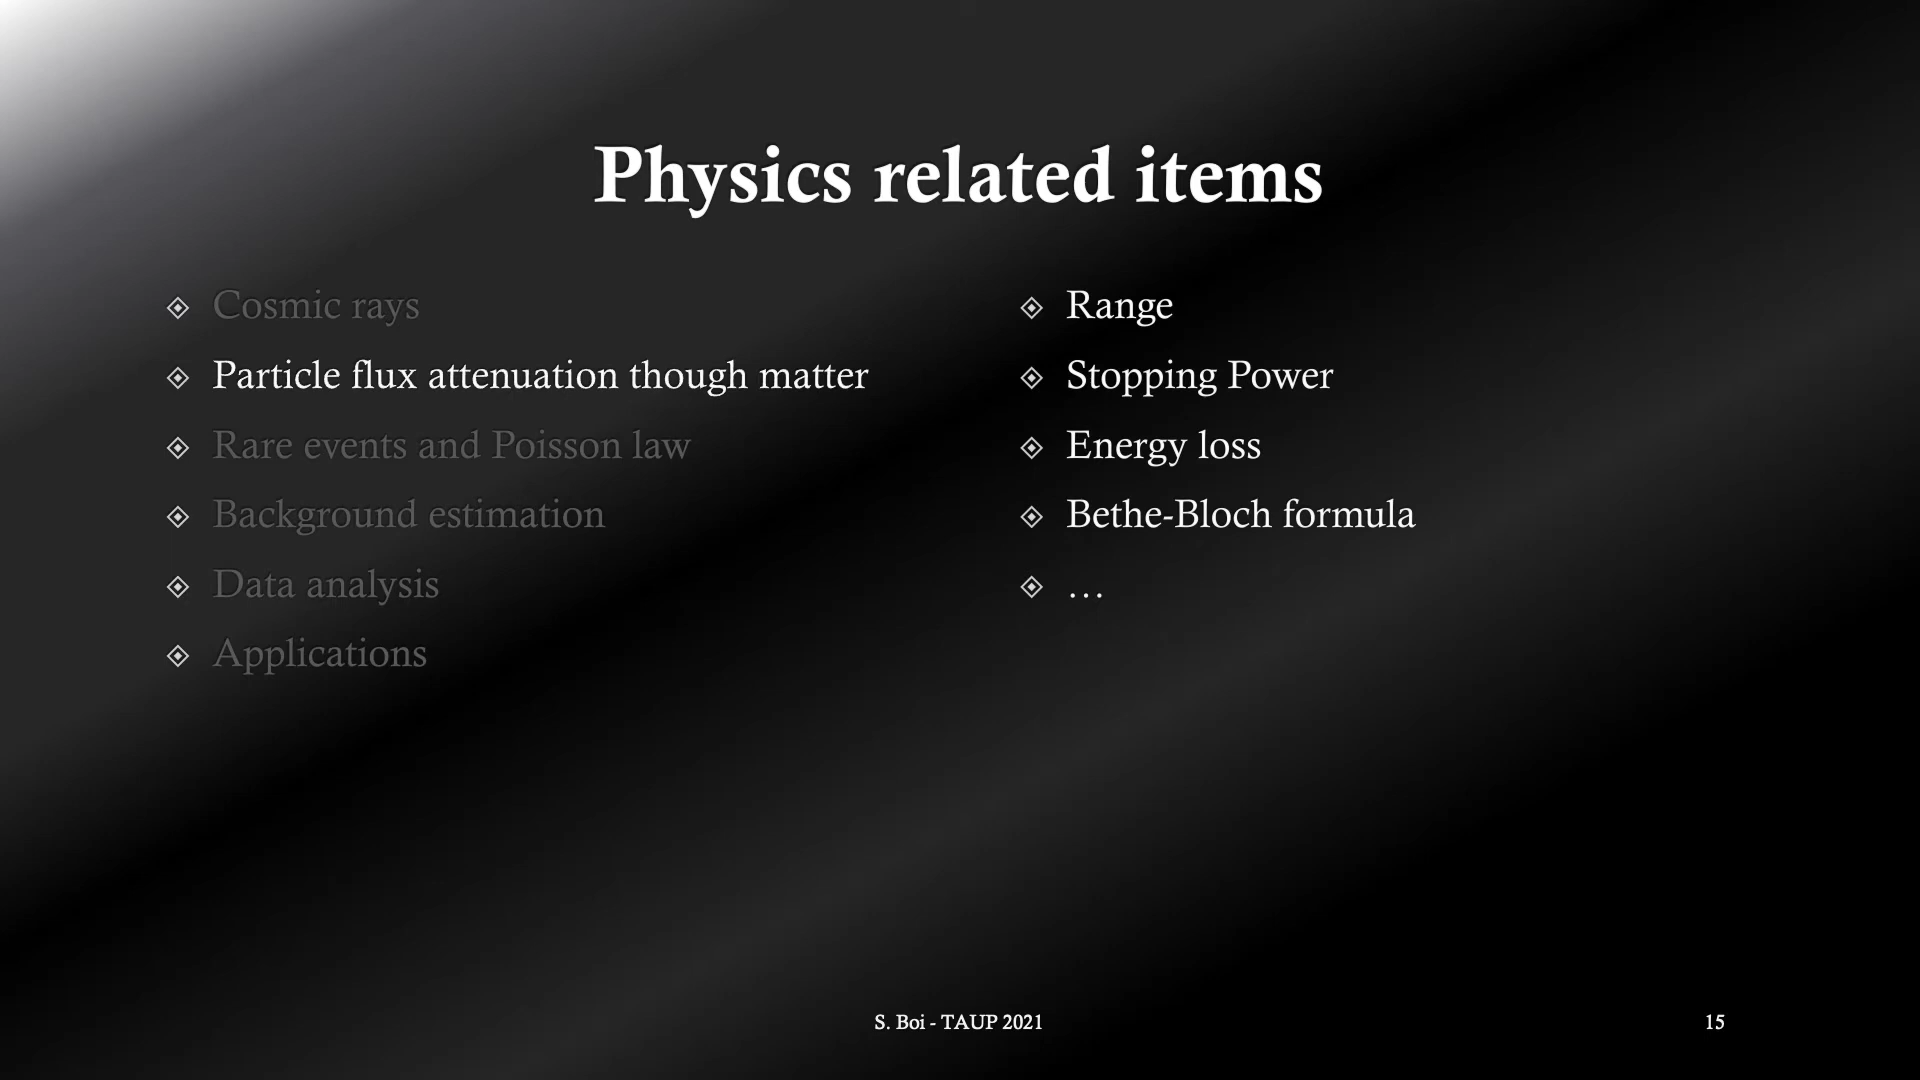 Physics related items
Cosmic rays
Particle flux attenuation though matter
Rare events and Poisson law
Background estimation
Data analysis
Applications
Range
Stopping Power
Energy loss
Bethe-Bloch formula
…
S. Boi - TAUP 2021
15